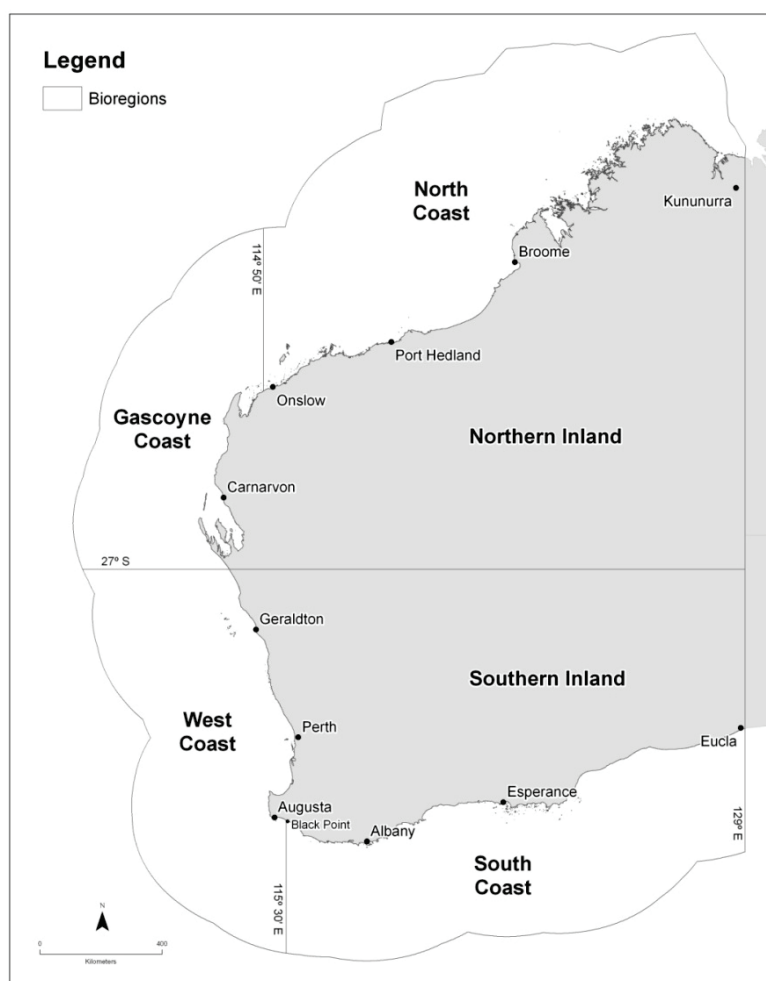 Legend
Bioregions
North
Coast
Kununurra
114° 50' E
Broome
Port Hedland
Onslow
Gascoyne
Coast
Northern Inland
Carnarvon
27° S
Geraldton
Southern Inland
West
Coast
Perth
Eucla
Esperance
Augusta
Black Point
Albany
129° E
South
Coast
115° 30' E
N
0
400
Kilometers